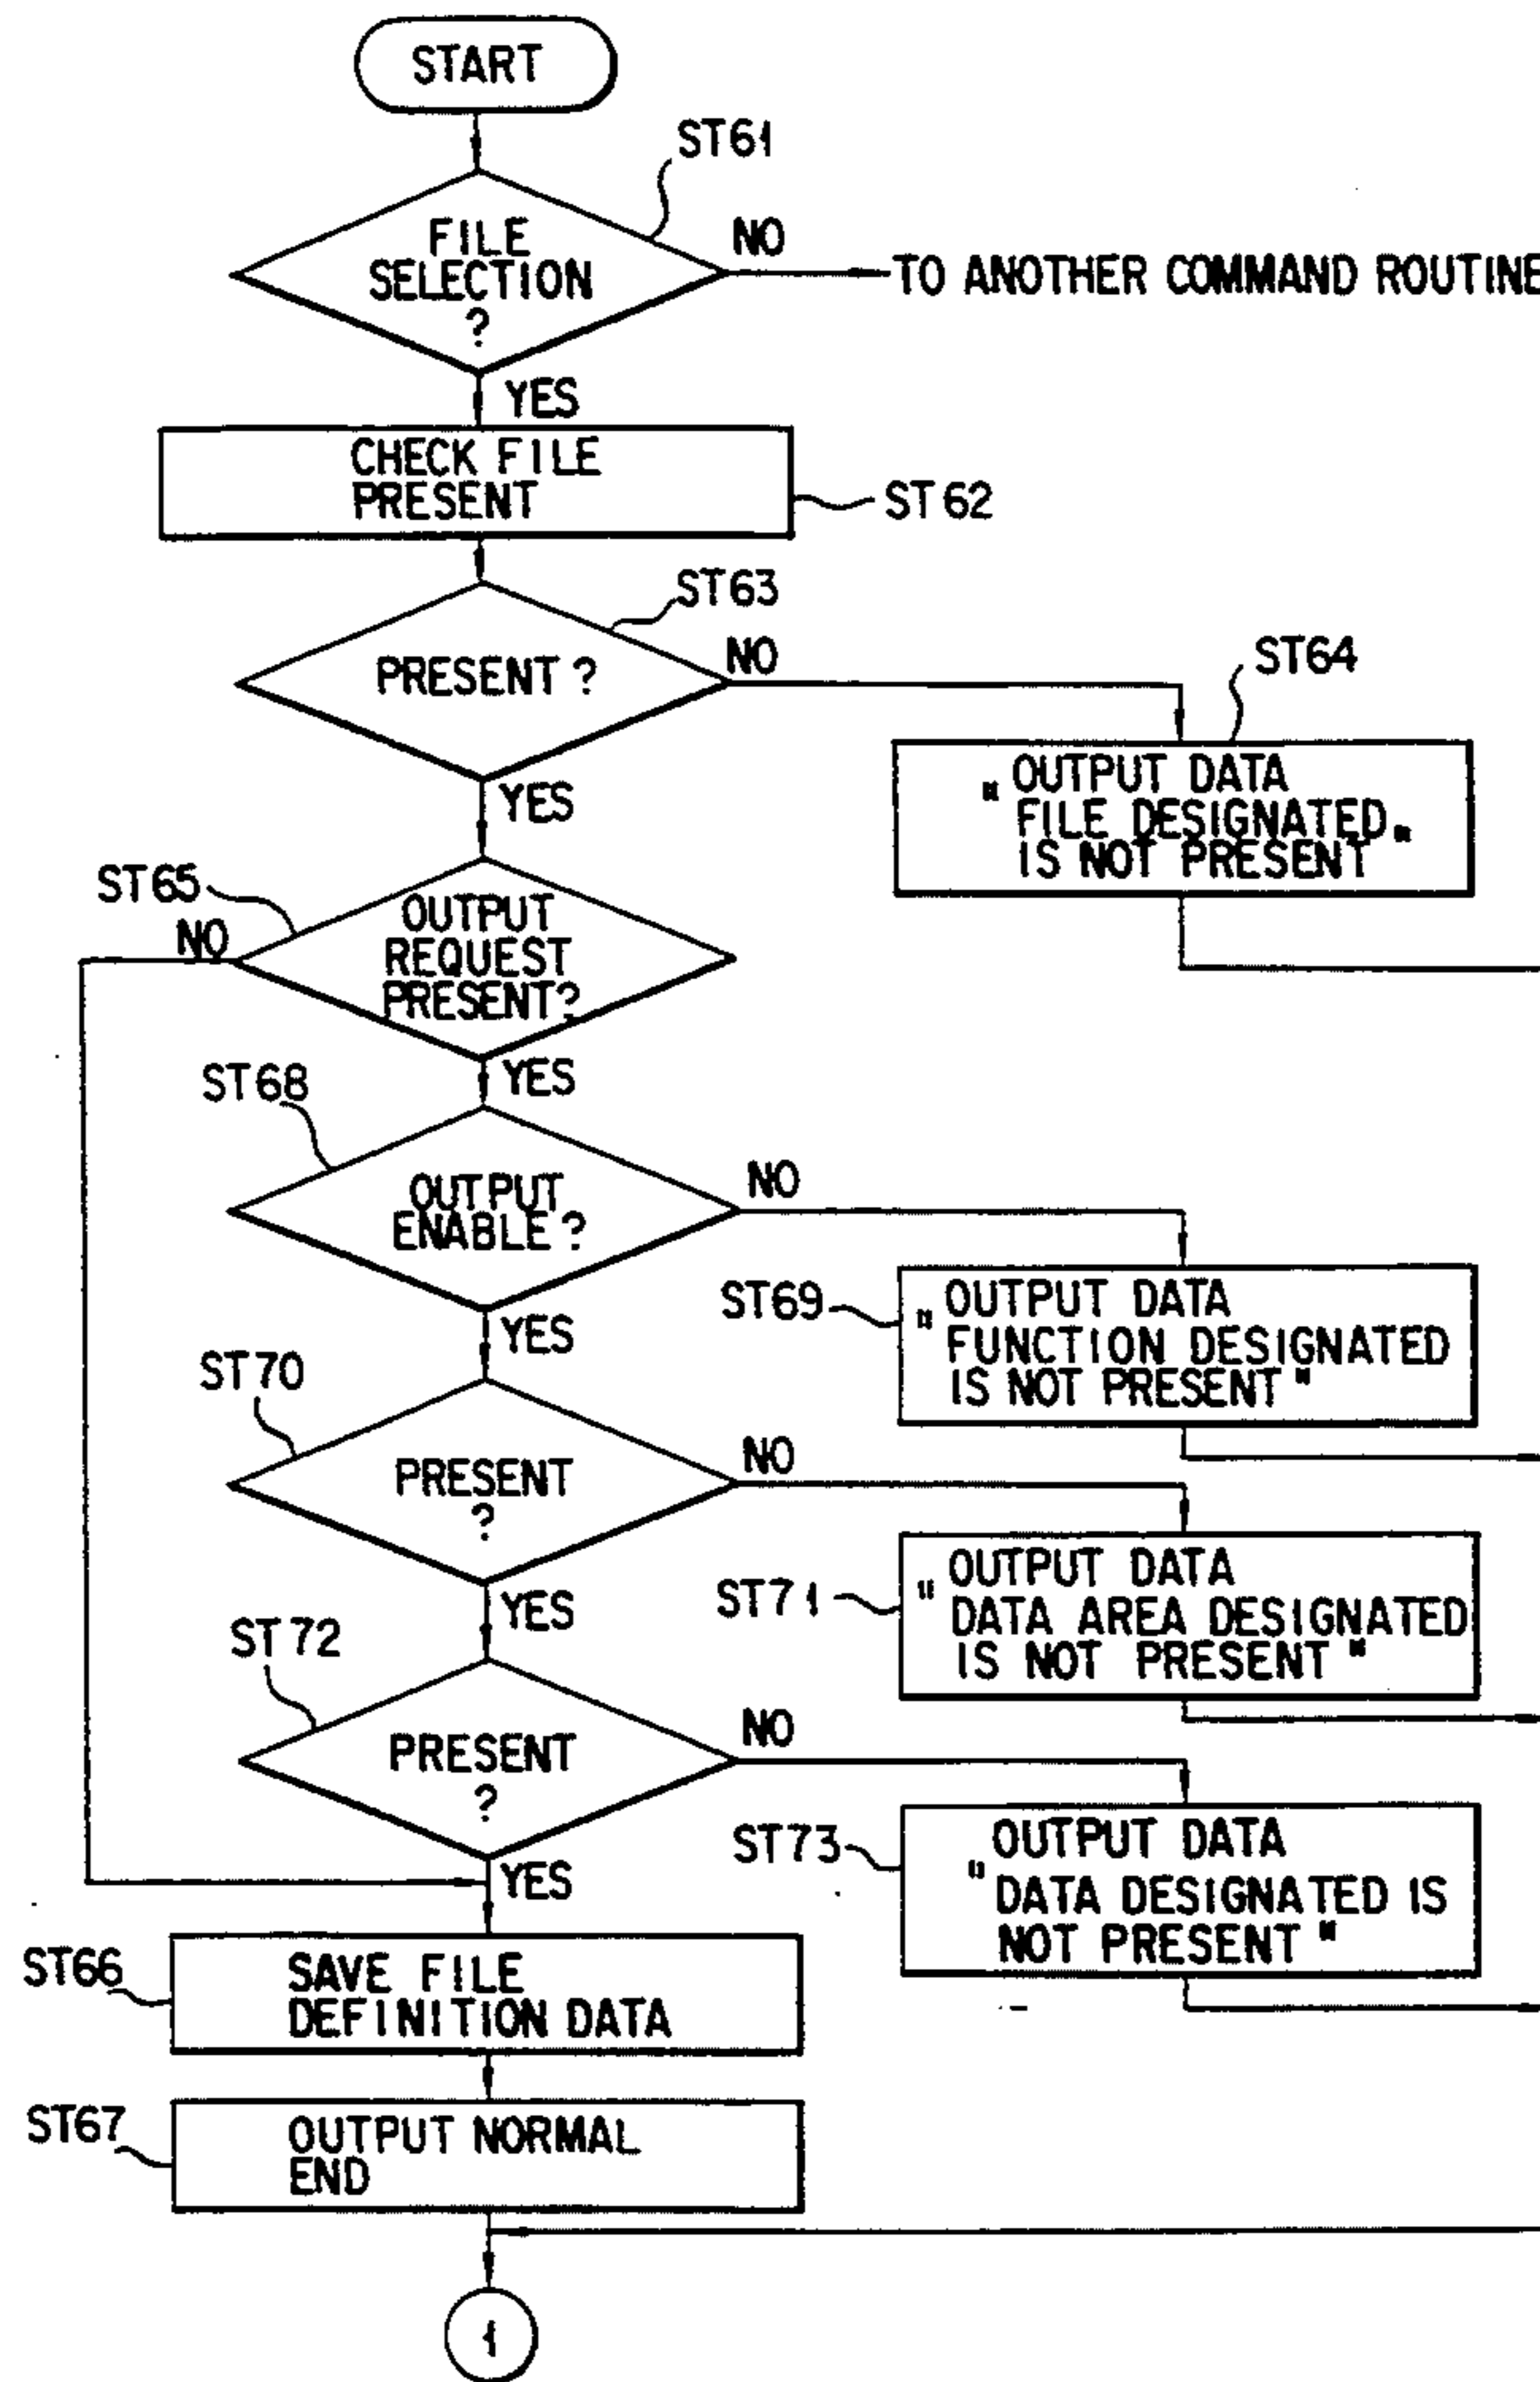 START
ST61
FILE
SELECTION
?
NO
TO ANOTHER COMMAND ROUTINE
YES
CHECK FILE
PRESENT
ST62
ST63
PRESENT ?
NO
ST64
YES
OUTPUT DATA
" FILE DESIGNATED
IS NOT PRESENT "
ST65
NO
OUTPUT
REQUEST
PRESENT?
YES
ST68
OUTPUT
ENABLE ?
NO
YES
ST69
OUTPUT DATA
" FUNCTION DESIGNATED
IS NOT PRESENT "
ST70
PRESENT
?
NO
YES
ST71
OUTPUT DATA
" DATA AREA DESIGNATED
IS NOT PRESENT "
ST72
PRESENT
?
NO
YES
ST73
OUTPUT DATA
" DATA DESIGNATED IS
NOT PRESENT "
ST66
SAVE FILE
DEFINITION DATA
ST67
OUTPUT NORMAL
END
1